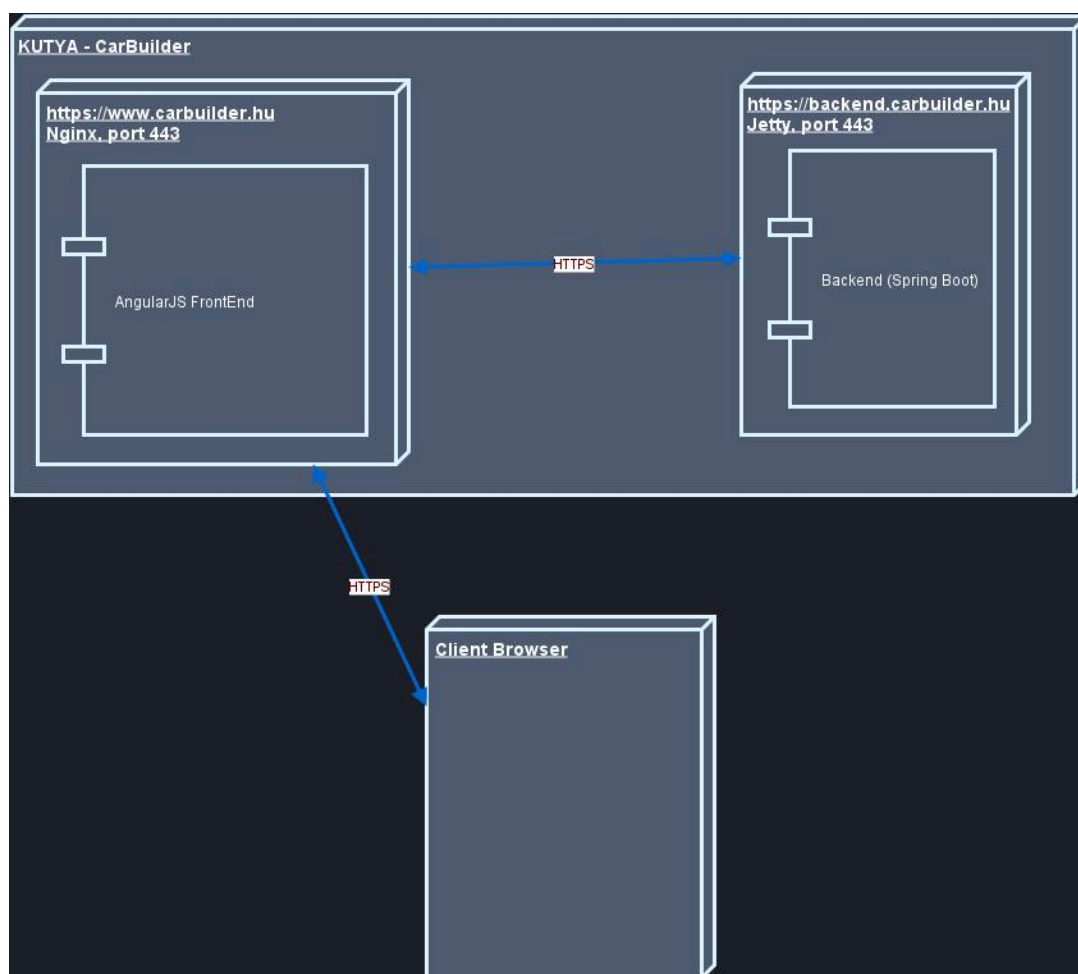 KUTYA - CarBuilder
https://www.carbuilder.hu
Nginx, port 443
AngularJS FrontEnd
HTTPS
https://backend.carbuilder.hu
Jetty, port 443
Backend (Spring Boot)
HTTPS
Client Browser